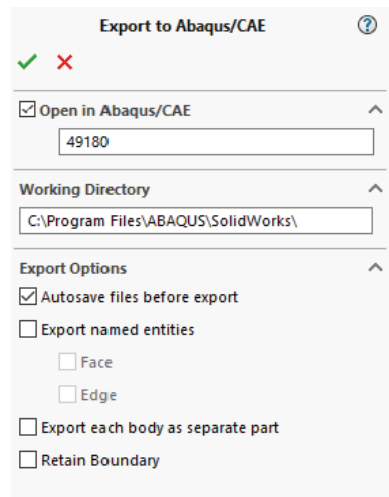 Export to Abaqus/CAE
Open in Abaqus/CAE
49180
Working Directory
C:\Program Files\ABAQUS\SolidWorks\
Export Options
Autosave files before export
Export named entities
Face
Edge
Export each body as separate part
Retain Boundary